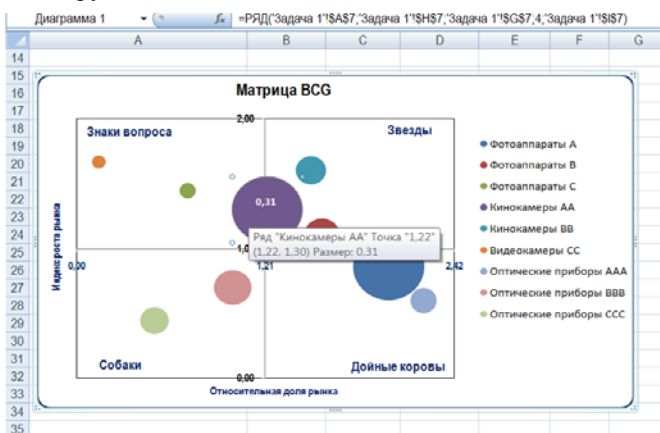 Диаграмма 1 fx =РЯД('Задача 1'!$A$7;'Задача 1'!$H$7;'Задача 1'!$G$7;4;'Задача 1'!$I$7)
A B C D E F G
14
15
16
17
18
19
20
21
22
23
24
25
26
27
28
29
30
31
32
33
34
35
Матрица BCG
2,00
Знаки вопроса
Звезды
0,31
Ряд "Кинокамеры АА" Точка "1,22"
(1,22, 1,30) Размер: 0,31
1,0
0,00
1,21
2,42
Индекс роста рынка
Собаки
Дойные коровы
0,00
Относительная доля рынка
Фотоаппараты А
Фотоаппараты В
Фотоаппараты С
Кинокамеры АА
Кинокамеры ВВ
Видеокамеры СС
Оптические приборы ААА
Оптические приборы ВВВ
Оптические приборы ССС